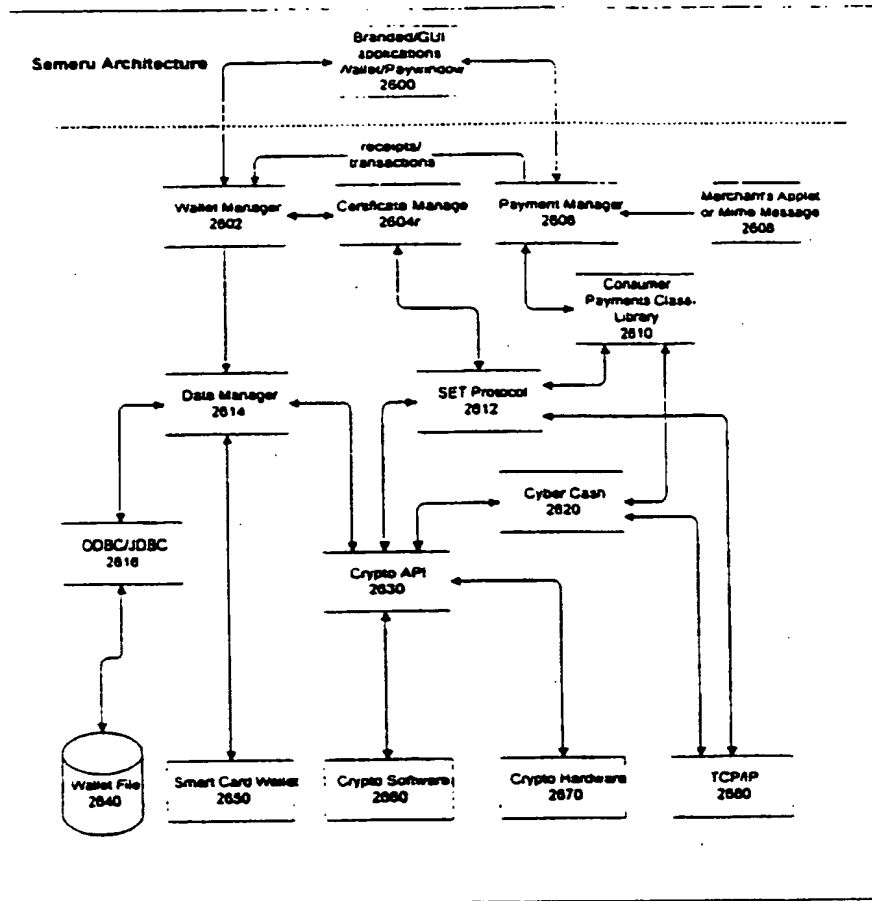 Branded/GUI
applications
Wallet/Paywindow
2600
Semeru Architecture
receipts/
transactions
Wallet Manager
2602
Certificate Manage
2604r
Payment Manager
2606
Merchant's Applet
or Mime Message
2608
Consumer
Payments Class
Library
2610
Data Manager
2614
SET Protocol
2612
Cyber Cash
2620
ODBC/JDBC
2616
Crypto API
2630
Wallet File
2640
Smart Card Wallet
2650
Crypto Software
2660
Crypto Hardware
2670
TCP/IP
2680